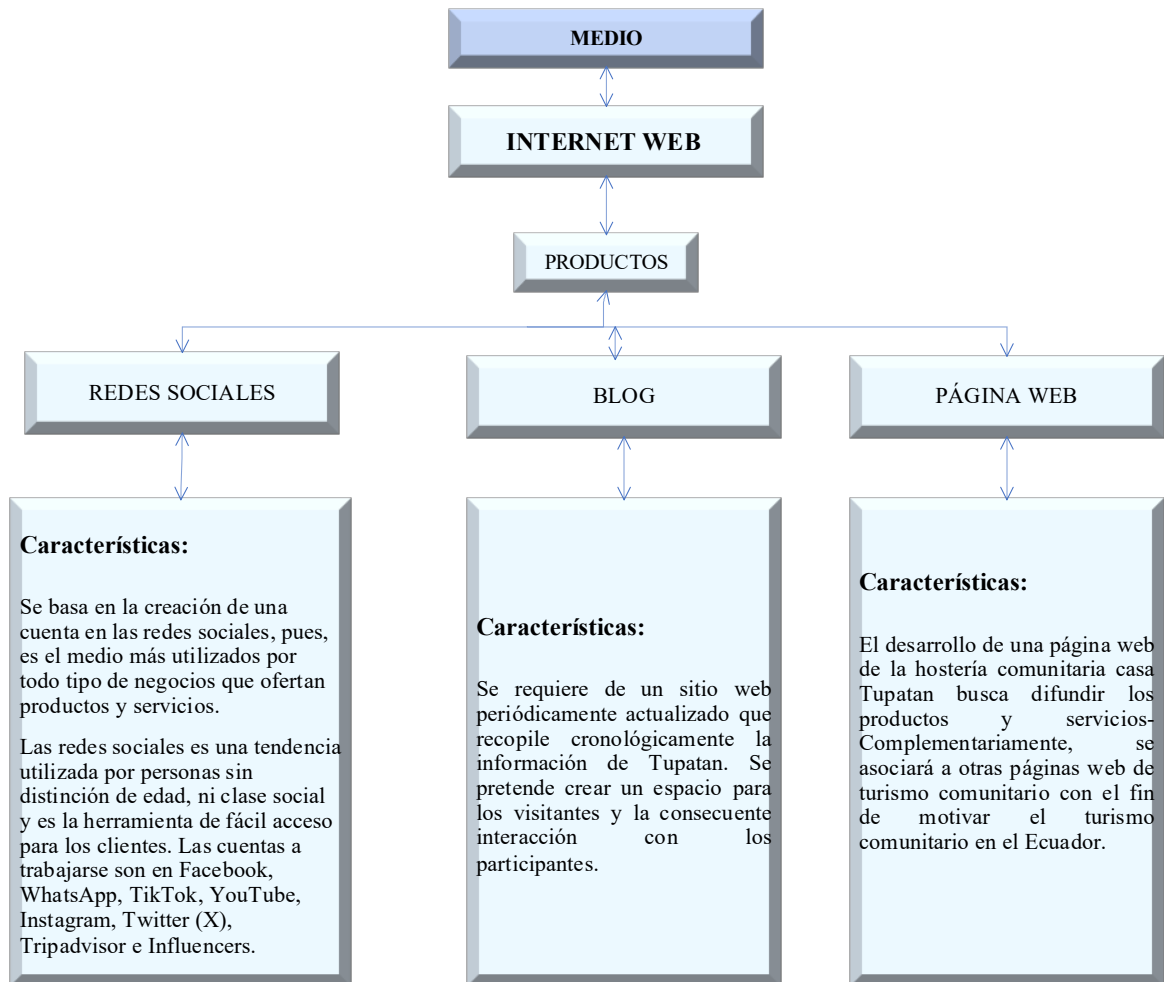 MEDIO
INTERNET WEB
PRODUCTOS
REDES SOCIALES
BLOG
PÁGINA WEB
Características:
Se basa en la creación de una
cuenta en las redes sociales, pues,
es el medio más utilizados por
todo tipo de negocios que ofertan
productos y servicios.
Las redes sociales es una tendencia
utilizada por personas sin
distinción de edad, ni clase social
y es la herramienta de fácil acceso
para los clientes. Las cuentas a
trabajarse son en Facebook,
WhatsApp, TikTok, YouTube,
Instagram, Twitter (X),
Tripadvisor e Influencers.
Características:
Se requiere de un sitio web
periódicamente actualizado que
recopile cronológicamente la
información de Tupatan. Se
pretende crear un espacio para
los visitantes y la consecuente
interacción con los
participantes.
Características:
El desarrollo de una página web
de la hostería comunitaria casa
Tupatan busca difundir los
productos y servicios-
Complementariamente, se
asociará a otras páginas web de
turismo comunitario con el fin
de motivar el turismo
comunitario en el Ecuador.